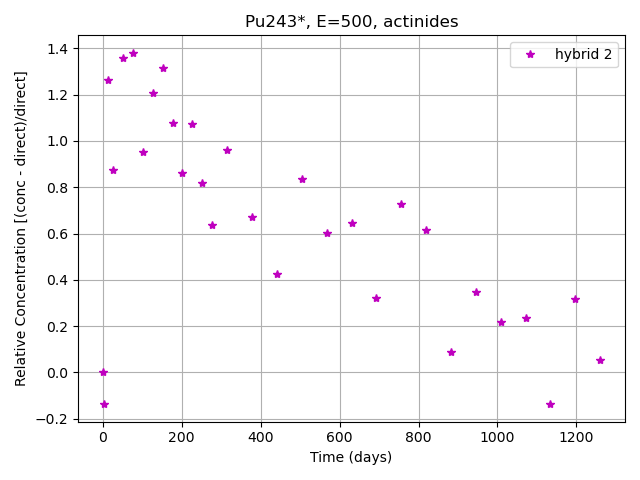 Pu243*, E=500, actinides
hybrid 2
Relative Concentration [(conc - direct)/direct]
1.4
1.2
1.0
0.8
0.6
0.4
0.2
0.0
−0.2
0 200 400 600 800 1000 1200
Time (days)